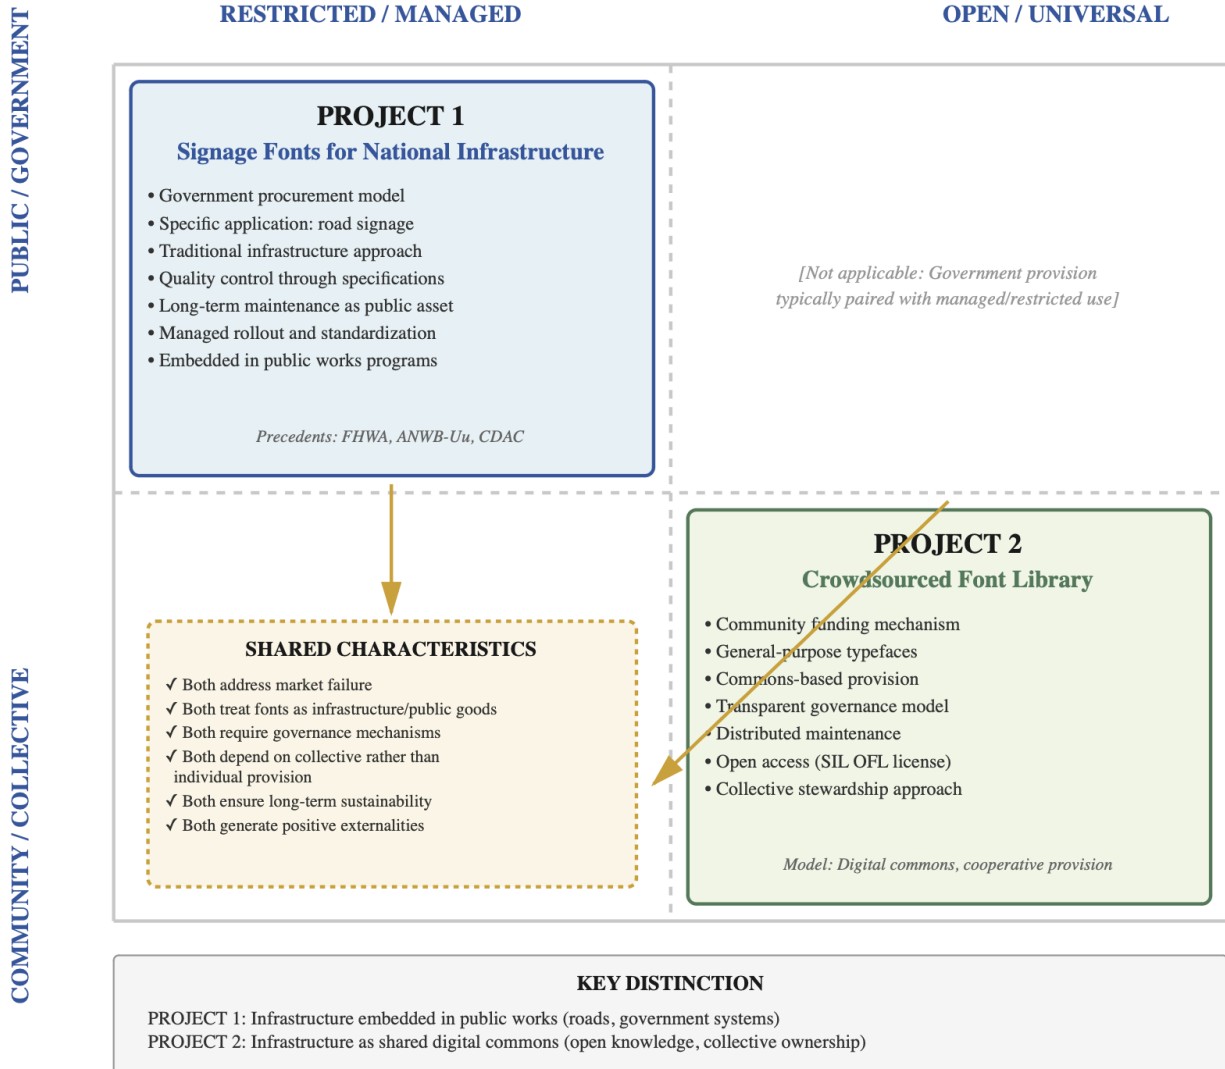 RESTRICTED / MANAGED
OPEN / UNIVERSAL
PUBLIC / GOVERNMENT
PROJECT 1
Signage Fonts for National Infrastructure
• Government procurement model
• Specific application: road signage
• Traditional infrastructure approach
• Quality control through specifications
• Long-term maintenance as public asset
• Managed rollout and standardization
• Embedded in public works programs
Precedents: FHWA, ANWB-Uu, CDAC
[Not applicable: Government provision
typically paired with managed/restricted use]
COMMUNITY / COLLECTIVE
SHARED CHARACTERISTICS
✓ Both address market failure
✓ Both treat fonts as infrastructure/public goods
✓ Both require governance mechanisms
✓ Both depend on collective rather than
individual provision
✓ Both ensure long-term sustainability
✓ Both generate positive externalities
PROJECT 2
Crowdsourced Font Library
• Community funding mechanism
• General-purpose typefaces
• Commons-based provision
• Transparent governance model
• Distributed maintenance
• Open access (SIL OFL license)
• Collective stewardship approach
Model: Digital commons, cooperative provision
KEY DISTINCTION
PROJECT 1: Infrastructure embedded in public works (roads, government systems)
PROJECT 2: Infrastructure as shared digital commons (open knowledge, collective ownership)